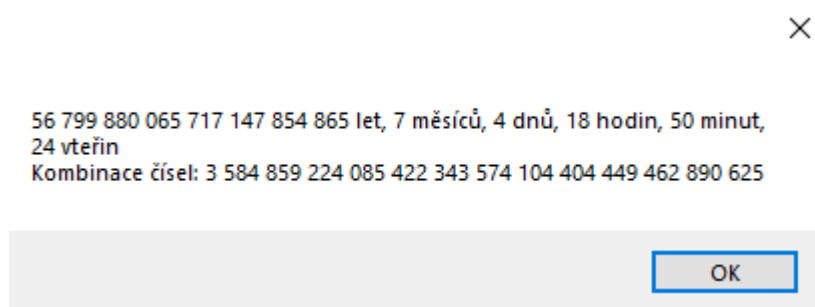 56 799 880 065 717 147 854 865 let, 7 měsíců, 4 dnů, 18 hodin, 50 minut,
24 vteřin
Kombinace čísel: 3 584 859 224 085 422 343 574 104 404 449 462 890 625
OK